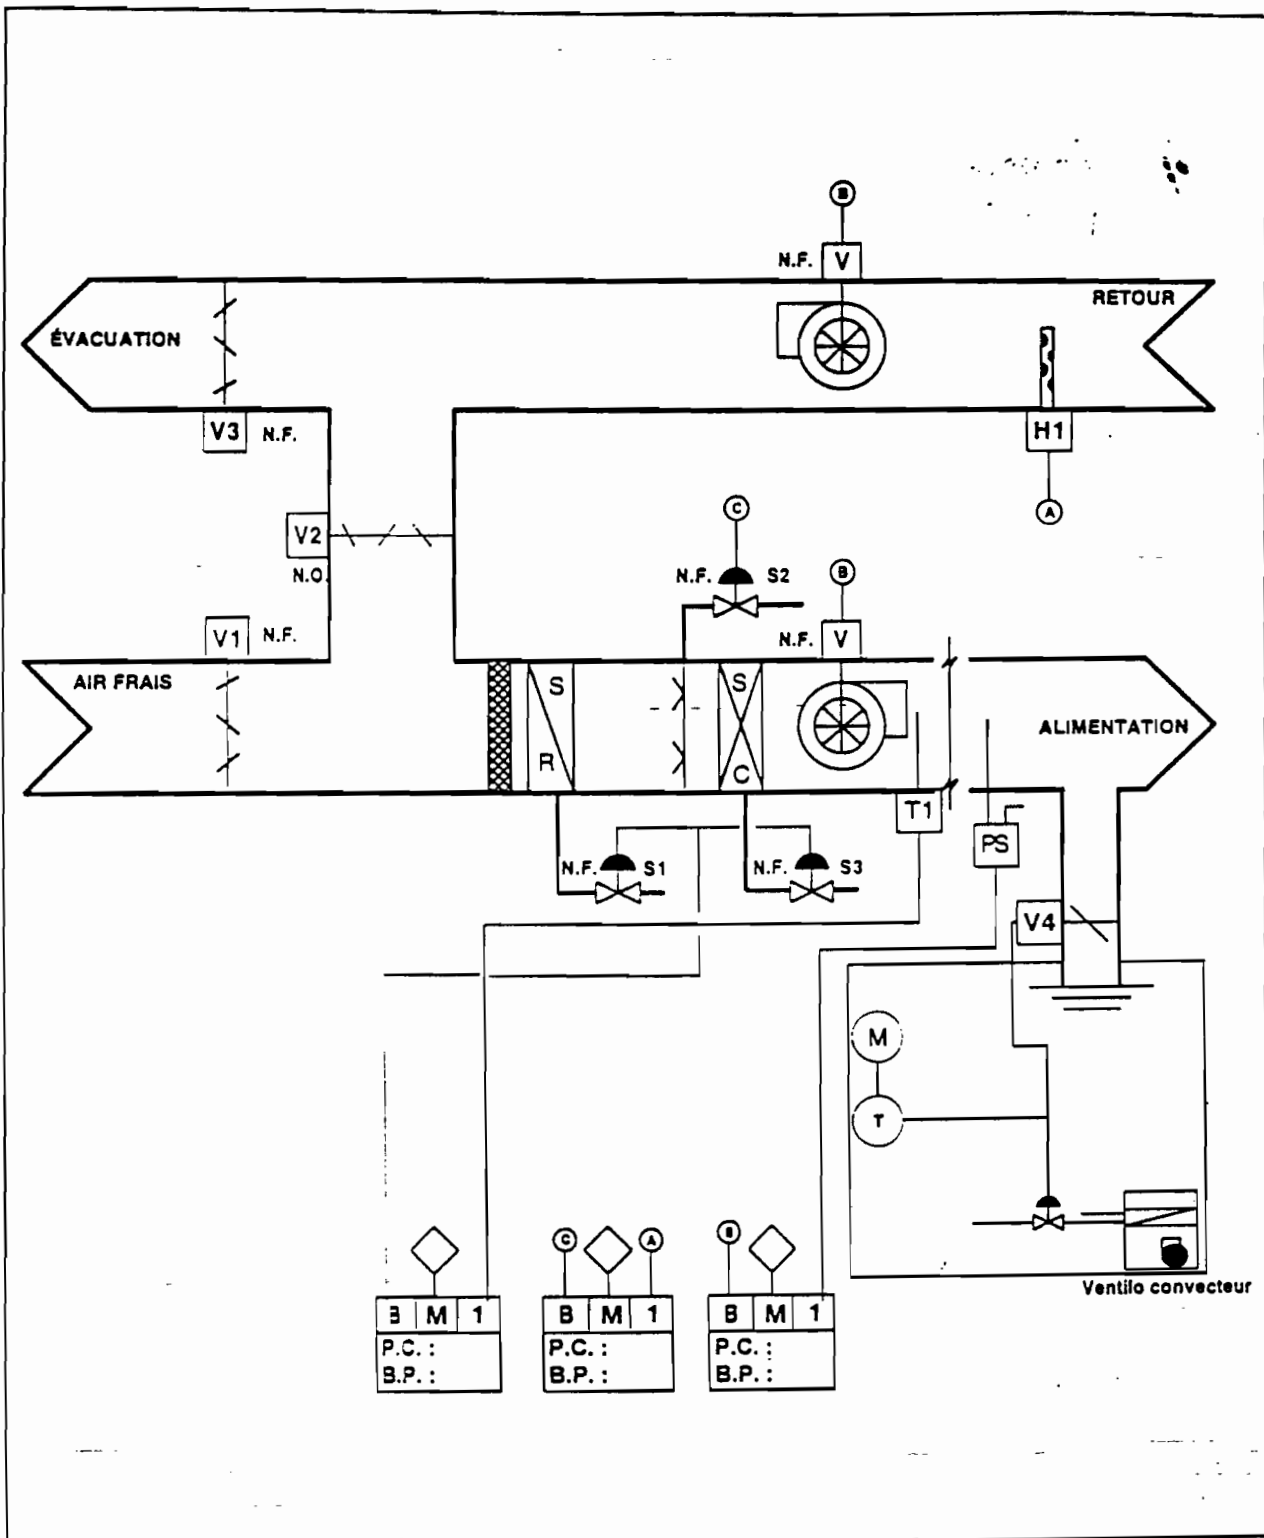 B
N.F. V
RETOUR
ÉVACUATION
V3 N.F.
H1
A
C
V2
N.O.
N.F. S2
B
V1 N.F.
N.F. V
AIR FRAIS
S
R
S
C
ALIMENTATION
T1
PS
N.F. S1
N.F. S3
V4
M
T
C
A
B
B M 1
P.C. :
B.P. :
B M 1
P.C. :
B.P. :
B M 1
P.C. :
B.P. :
Ventilo convecteur